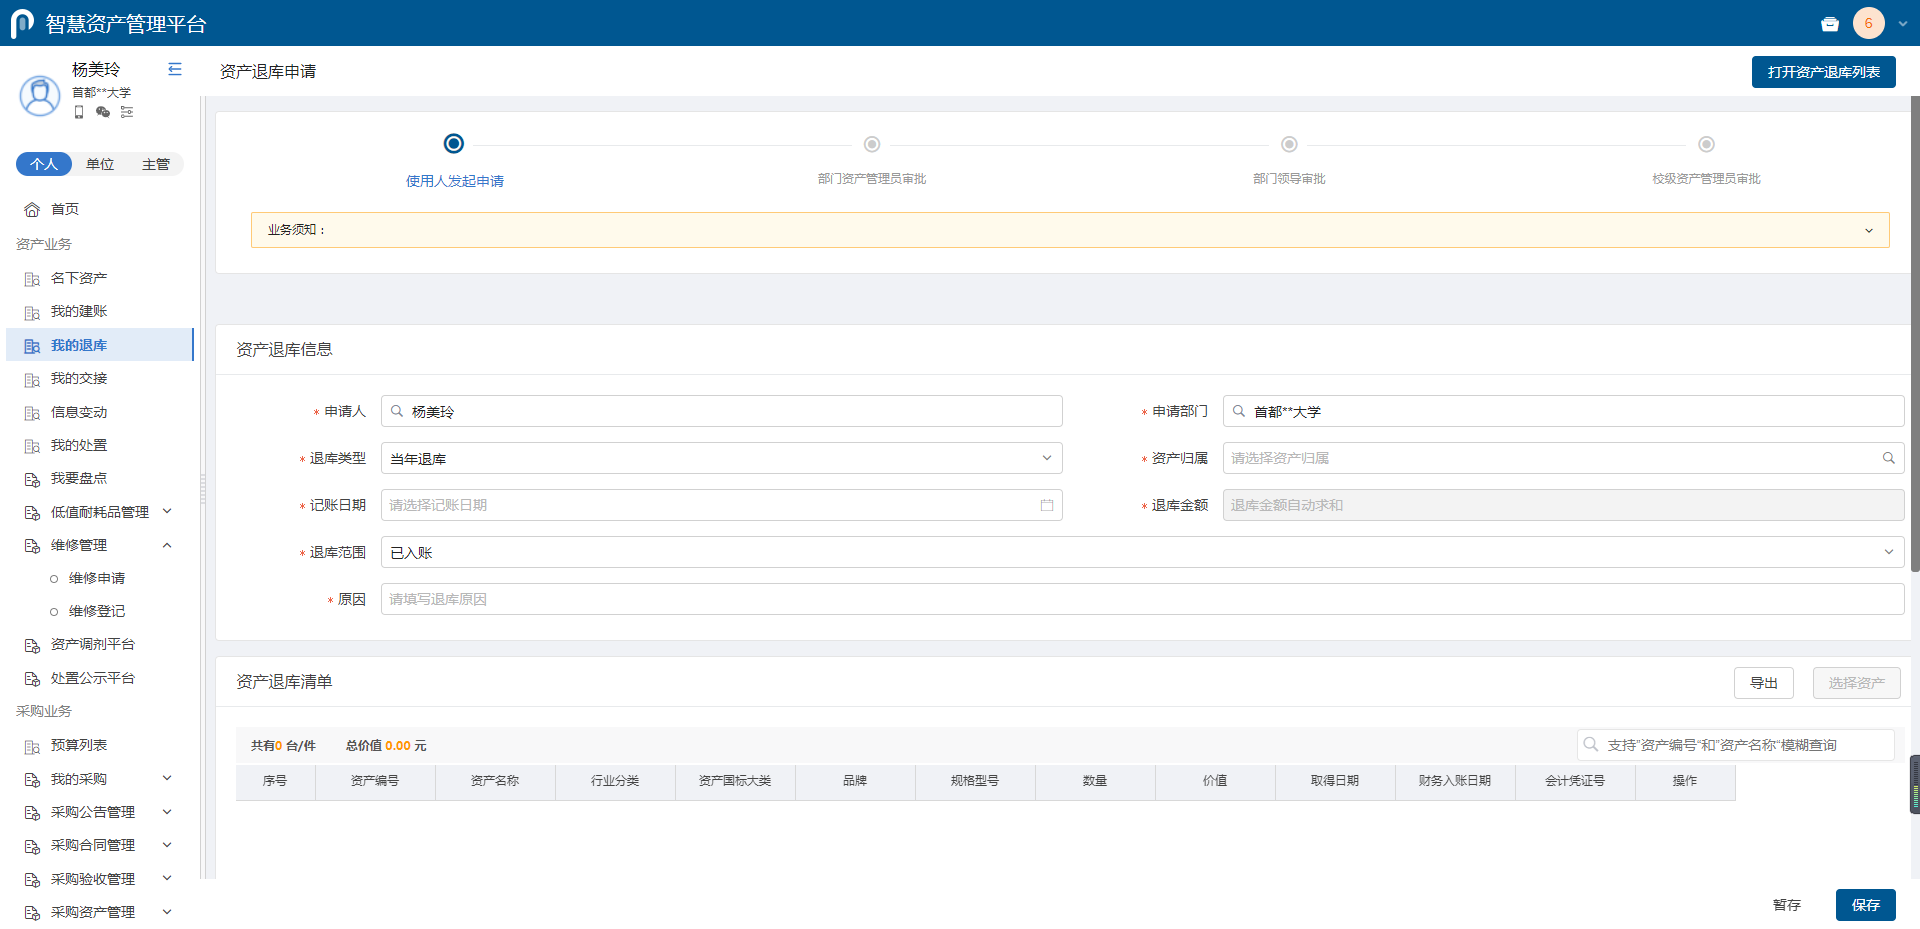 智慧资产管理平台
6
杨美玲
首都**大学
个人 单位 主管
首页
资产业务
名下资产
我的建账
我的退库
我的交接
信息变动
我的处置
我要盘点
低值耐耗品管理
维修管理
维修申请
维修登记
资产调剂平台
处置公示平台
采购业务
预算列表
我的采购
采购公告管理
采购合同管理
采购验收管理
采购资产管理
资产退库申请
打开资产退库列表
使用人发起申请 部门资产管理员审批 部门领导审批 校级资产管理员审批
业务须知：
资产退库信息
* 申请人 杨美玲 * 申请部门 首都**大学
* 退库类型 当年退库 * 资产归属 请选择资产归属
* 记账日期 请选择记账日期 * 退库金额 退库金额自动求和
* 退库范围 已入账
* 原因 请填写退库原因
资产退库清单 导出 选择资产
共有0 台/件 总价值 0.00 元 支持"资产编号"和"资产名称"模糊查询
序号 资产编号 资产名称 行业分类 资产国标大类 品牌 规格型号 数量 价值 取得日期 财务入账日期 会计凭证号 操作
暂存 保存